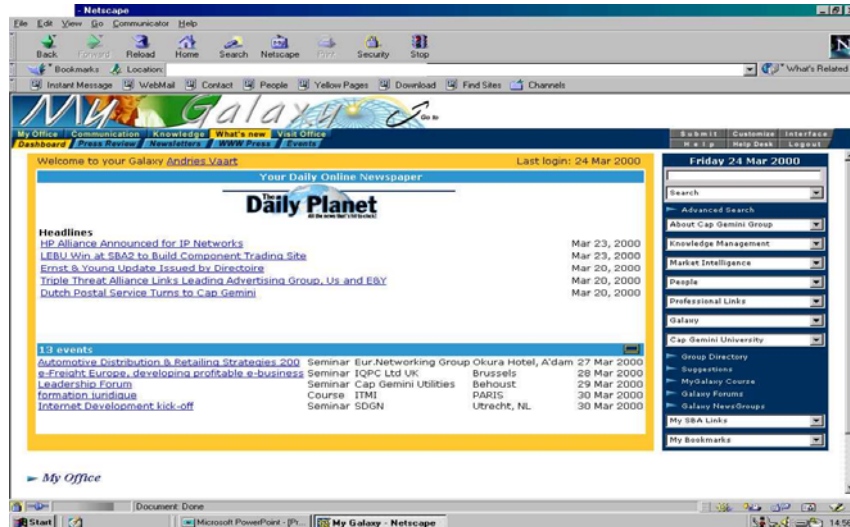 - Netscape
File Edit View Go Communicator Help
Back Forward Reload Home Search Netscape Print Security Stop
Bookmarks Location: What's Related
Instant Message WebMail Contact People Yellow Pages Download Find Sites Channels
My Galaxy Go to
My Office Communication Knowledge What's new Visit Office
Submit Customise Interface
Dashboard Press Review Newsletters WWW Press Events
Help Help Desk Logout
Welcome to your Galaxy Andries Vaart Last login: 24 Mar 2000
Friday 24 Mar 2000
Your Daily Online Newspaper
The Daily Planet
All the news that's fit to click!
Headlines
HP Alliance Announced for IP Networks Mar 23, 2000
LEBU Win at SBA2 to Build Component Trading Site Mar 23, 2000
Ernst & Young Update Issued by Directoire Mar 20, 2000
Triple Threat Alliance Links Leading Advertising Group, Us and E&Y Mar 20, 2000
Dutch Postal Service Turns to Cap Gemini Mar 20, 2000
13 events
Automotive Distribution & Retailing Strategies 200 Seminar Eur.Networking Group Okura Hotel, A'dam 27 Mar 2000
e-Freight Europe, developing profitable e-business Seminar IQPC Ltd UK Brussels 28 Mar 2000
Leadership Forum Seminar Cap Gemini Utilities Behoust 29 Mar 2000
formation juridique Course ITMI PARIS 30 Mar 2000
Internet Development kick-off Seminar SDGN Utrecht, NL 30 Mar 2000
Search
Advanced Search
About Cap Gemini Group
Knowledge Management
Market Intelligence
People
Professional Links
Galaxy
Cap Gemini University
Group Directory
Suggestions
MyGalaxy Course
Galaxy Forums
Galaxy NewsGroups
My SBA Links
My Bookmarks
My Office
Document: Done
Start Microsoft PowerPoint - [Pr... My Galaxy - Netscape